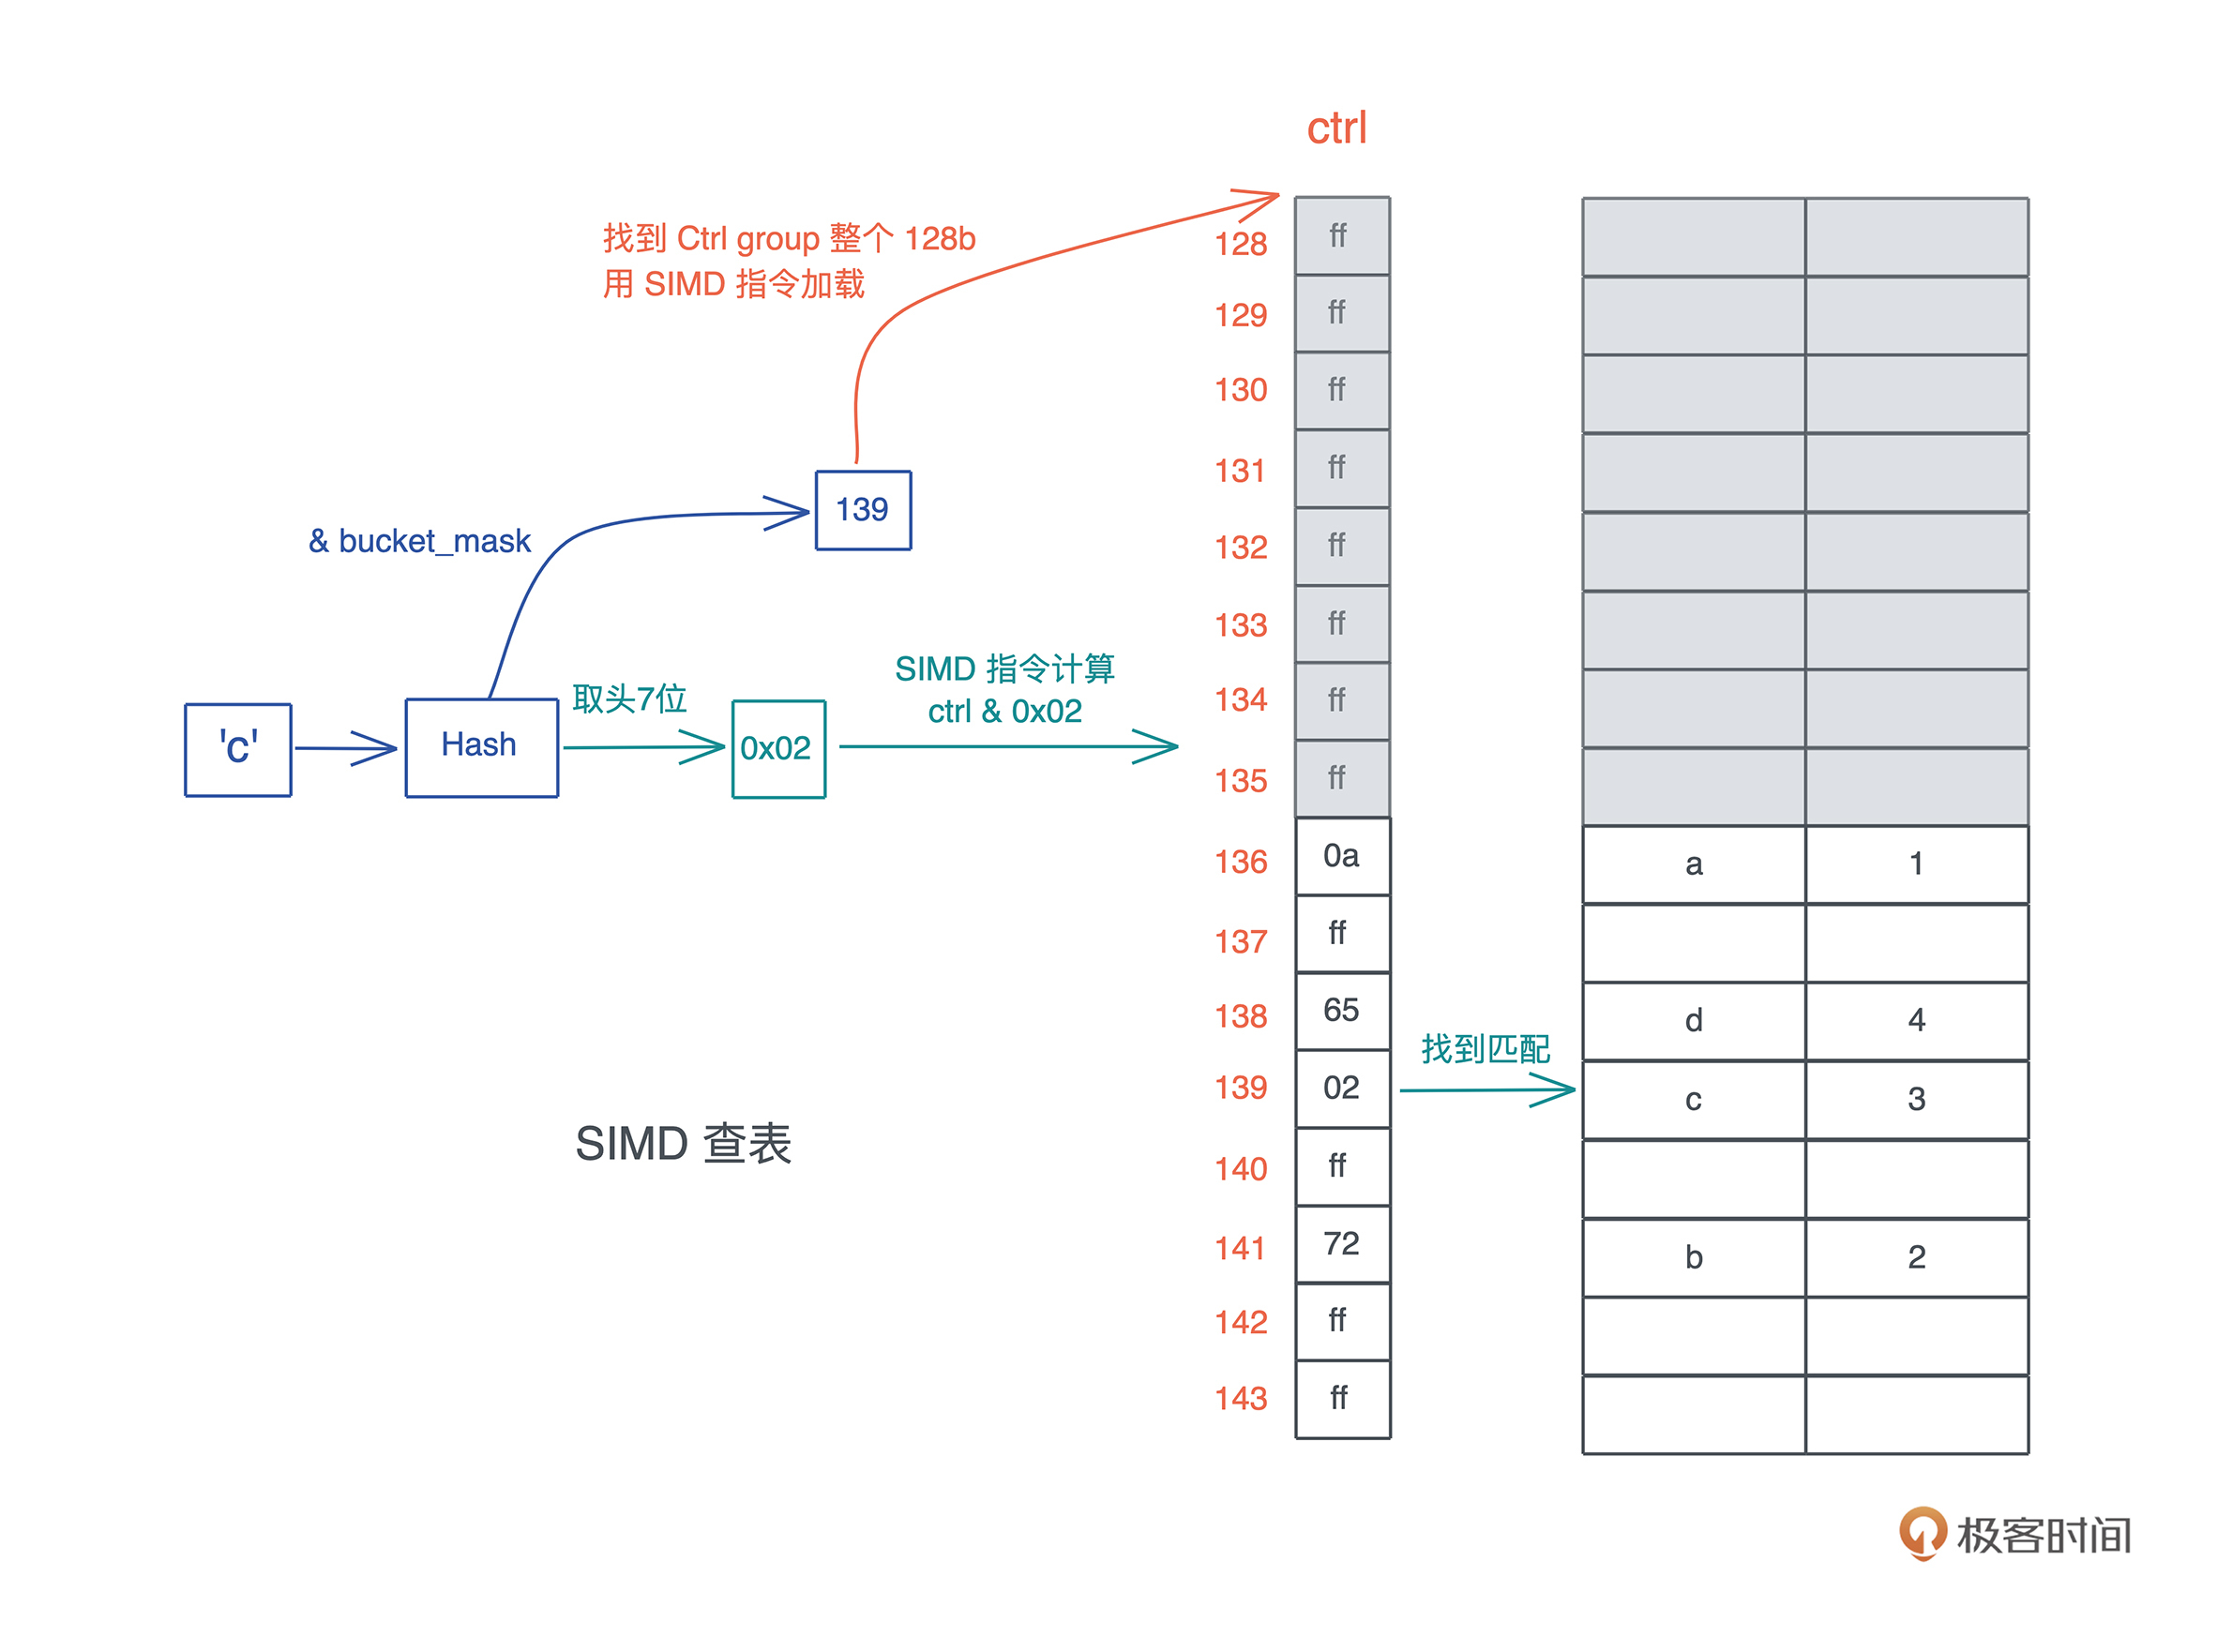 ctrl
找到 Ctrl group 整个 128b
用 SIMD 指令加载
& bucket_mask
139
'c'
Hash
取头7位
0x02
SIMD 指令计算
ctrl & 0x02
128 ff
129 ff
130 ff
131 ff
132 ff
133 ff
134 ff
135 ff
136 0a a 1
137 ff
138 65 d 4
139 02 找到匹配 c 3
140 ff
141 72 b 2
142 ff
143 ff
SIMD 查表
极客时间